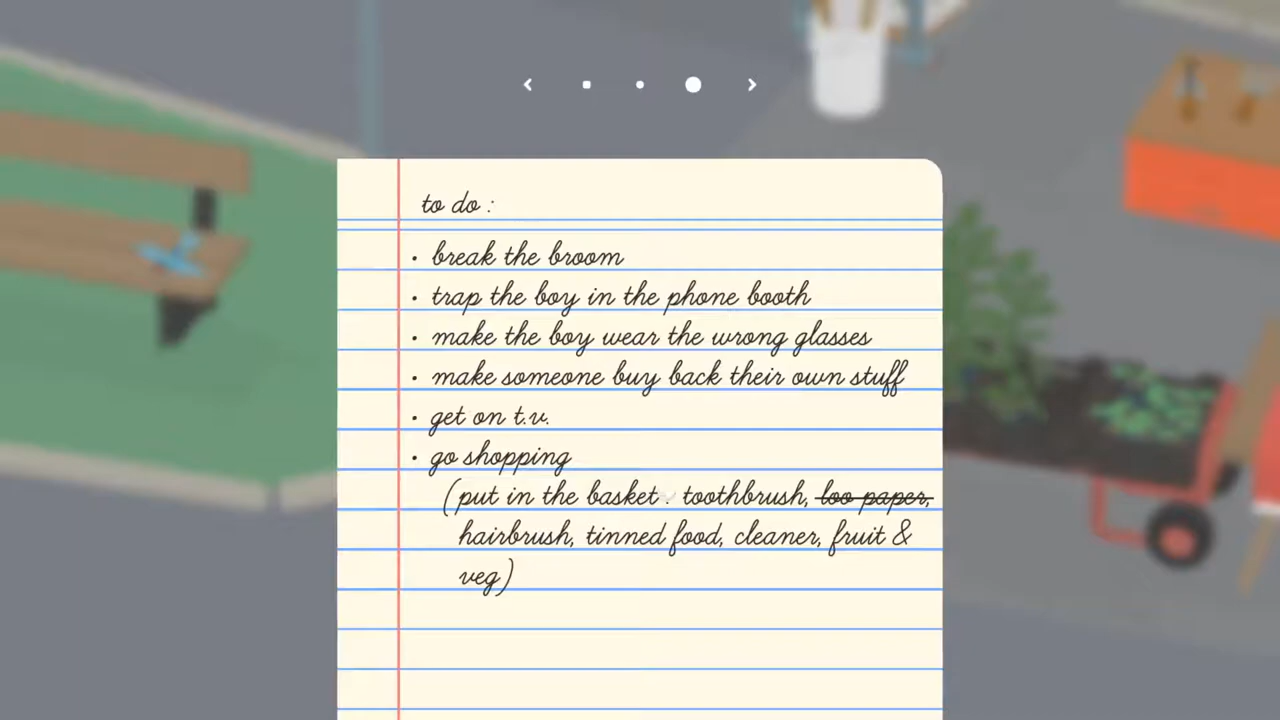 to do :
• break the broom
• trap the boy in the phone booth
• make the boy wear the wrong glasses
• make someone buy back their own stuff
• get on t.v.
• go shopping
(put in the basket : toothbrush, loo paper,
hairbrush, tinned food, cleaner, fruit &
veg)